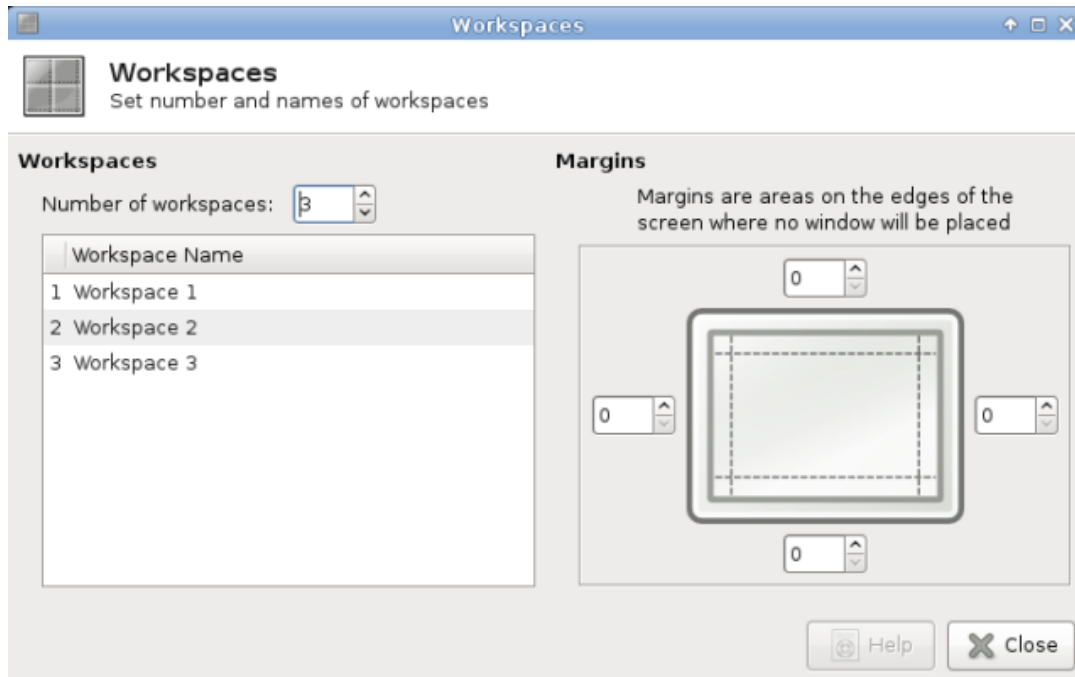 Workspaces
Workspaces
Set number and names of workspaces
Workspaces
Number of workspaces: 3
Workspace Name
1 Workspace 1
2 Workspace 2
3 Workspace 3
Margins
Margins are areas on the edges of the
screen where no window will be placed
0
0
0
0
Help
Close